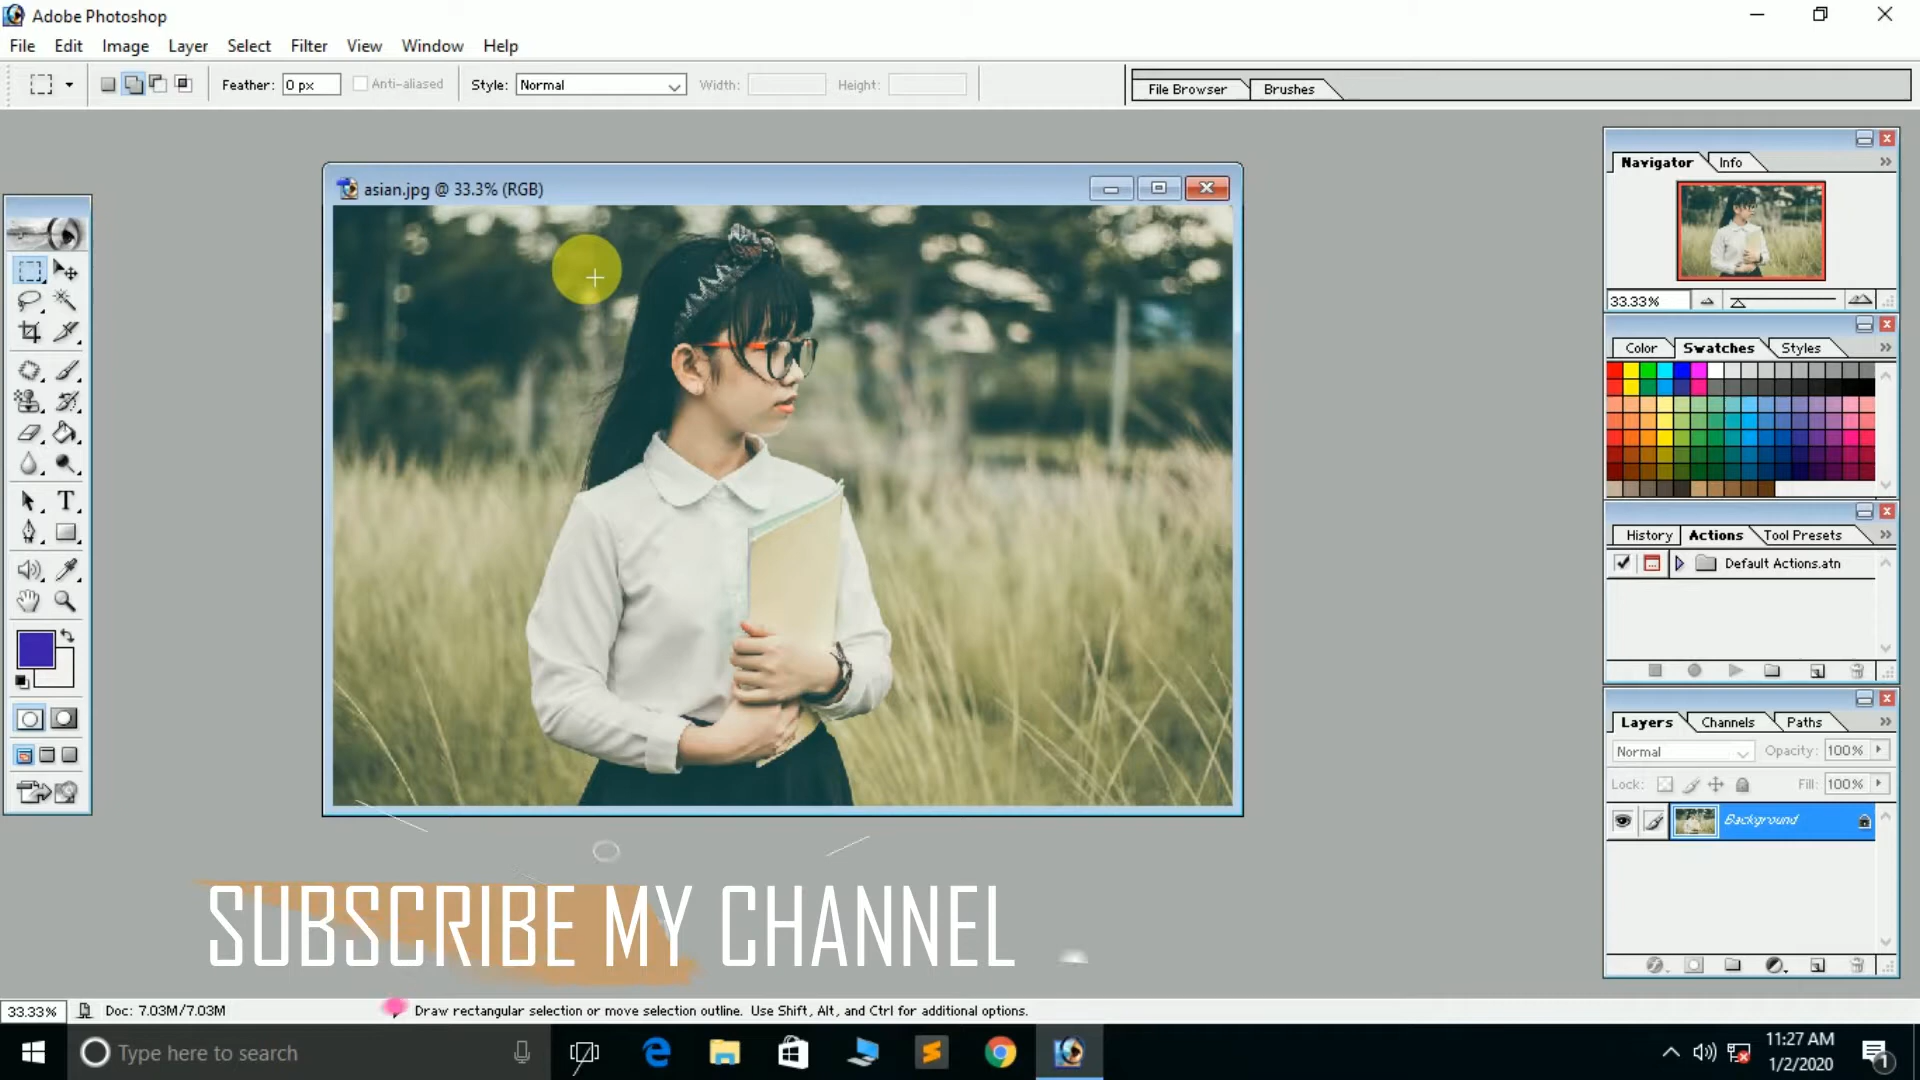 Adobe Photoshop
File Edit Image Layer Select Filter View Window Help
Feather: 0 px Anti-aliased Style: Normal Width: Height:
File Browser Brushes
asian.jpg @ 33.3% (RGB)
Navigator Info
33.33%
Color Swatches Styles
History Actions Tool Presets
Default Actions.atn
Layers Channels Paths
Normal Opacity: 100%
Lock: Fill: 100%
Background
T
SUBSCRIBE MY CHANNEL
33.33% Doc: 7.03M/7.03M Draw rectangular selection or move selection outline. Use Shift, Alt, and Ctrl for additional options.
Type here to search
11:27 AM
1/2/2020
1